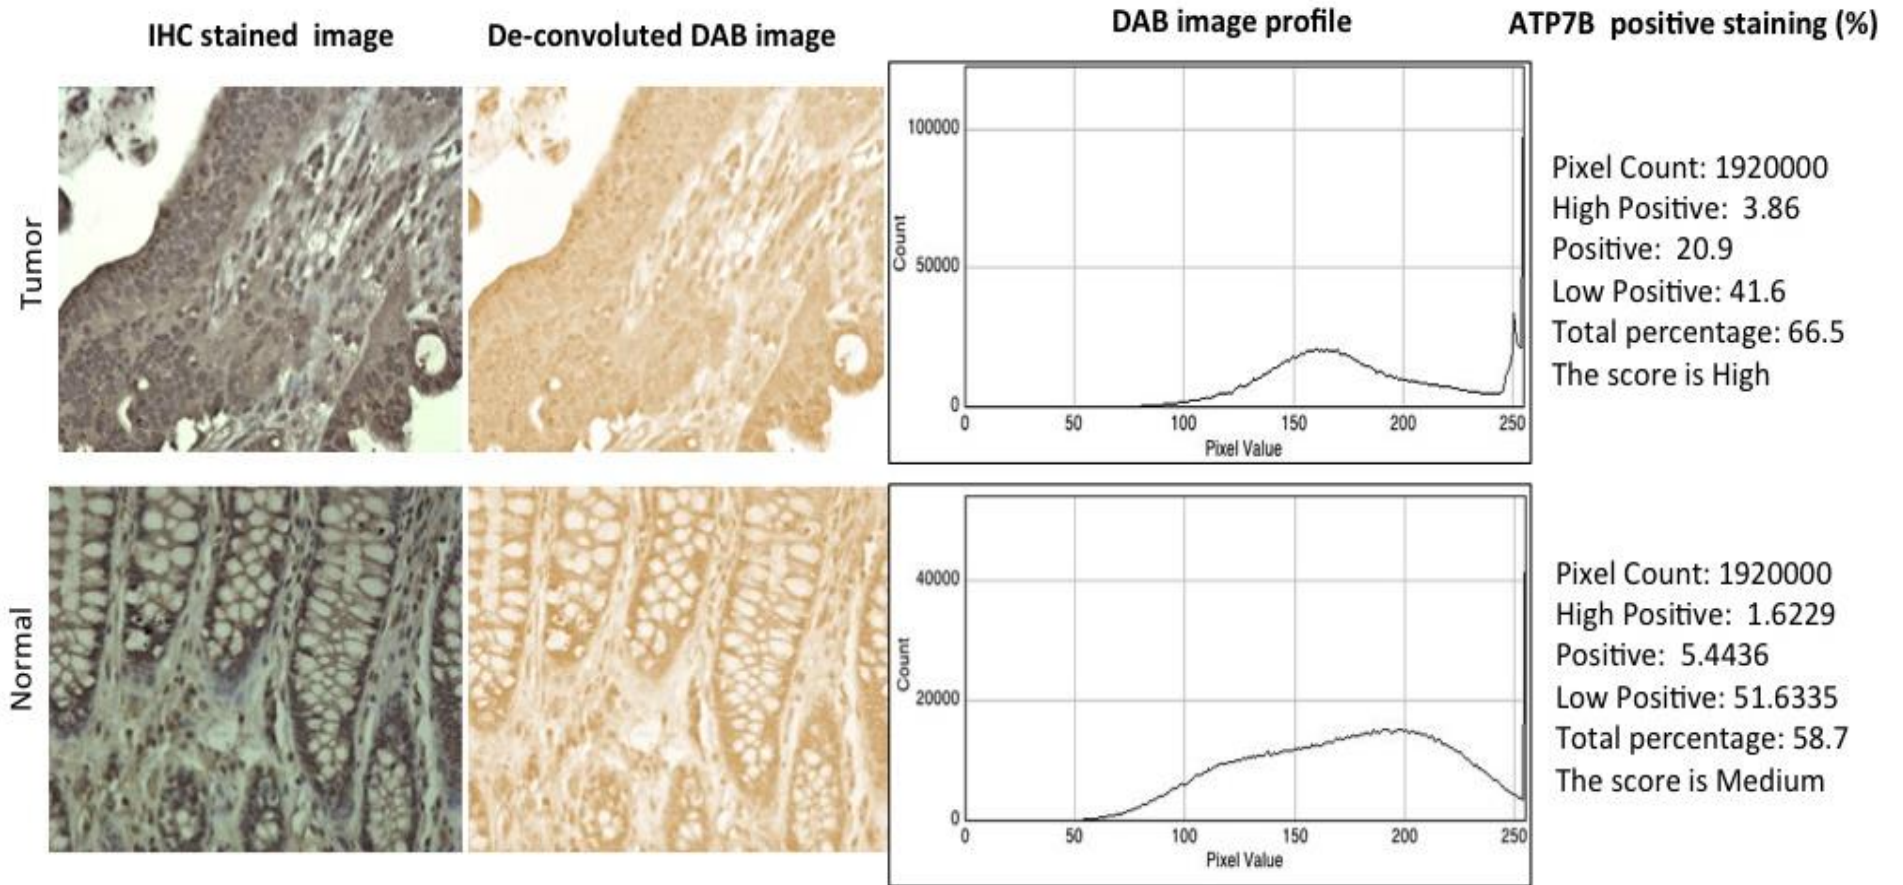 IHC stained image
De-convoluted DAB image
DAB image profile
ATP7B positive staining (%)
Tumor
Count
100000
50000
0
0 50 100 150 200 250
Pixel Value
Pixel Count: 1920000
High Positive: 3.86
Positive: 20.9
Low Positive: 41.6
Total percentage: 66.5
The score is High
Normal
Count
40000
20000
0
0 50 100 150 200 250
Pixel Value
Pixel Count: 1920000
High Positive: 1.6229
Positive: 5.4436
Low Positive: 51.6335
Total percentage: 58.7
The score is Medium